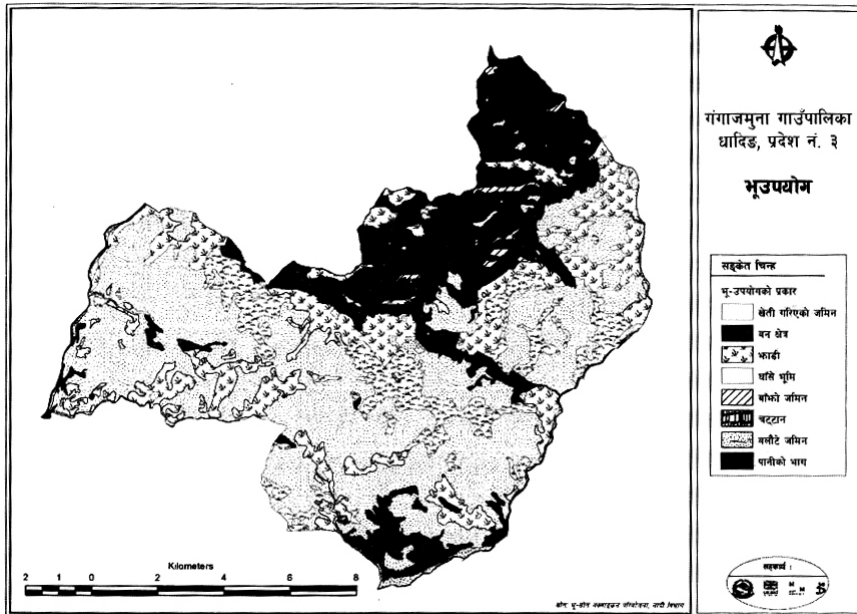 गंगाजमुना गाउँपालिका
धादिङ, प्रदेश नं. ३
भूउपयोग
सङ्केत चिन्ह
भू-उपयोगको प्रकार
खेती गरिएको जमिन
वन क्षेत्र
झाडी
घाँसे भूमि
बाँझो जमिन
चट्टान
वलौटे जमिन
पानीको भाग
सहकार्य :
Kilometers
2 1 0 2 4 6 8